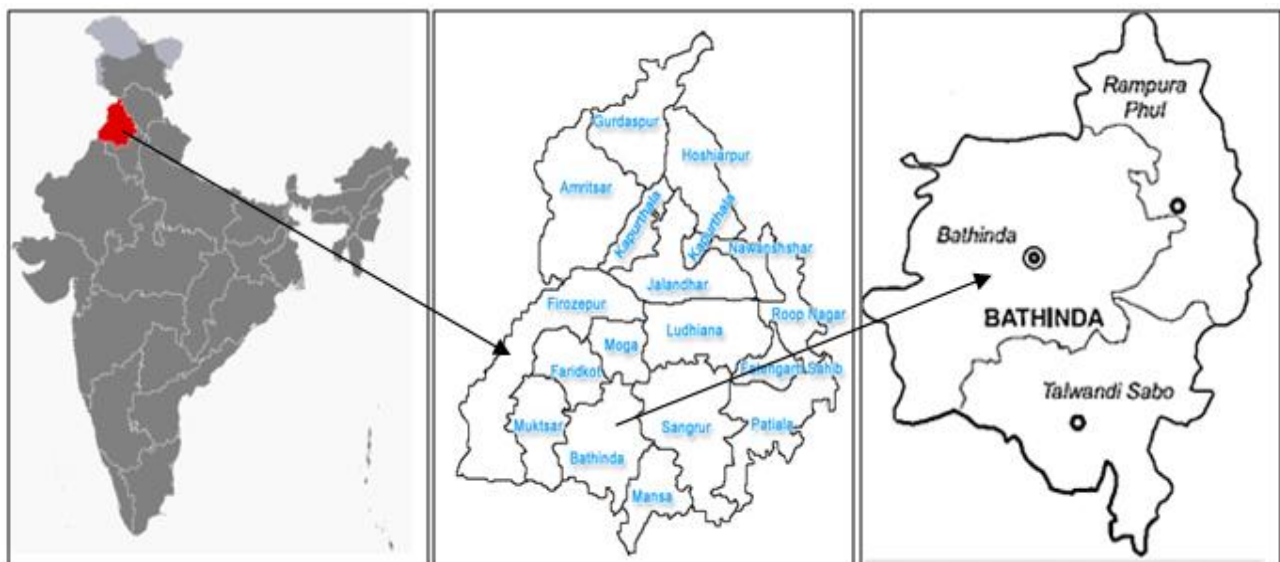 Gurdaspur
Hoshiarpur
Amritsar
Kapurthala
Kapurthala
Nawanshshar
Jalandhar
Firozepur
Roop Nagar
Ludhiana
Moga
Faridkot
Fatehgarh Sahib
Muktsar
Sangrur
Patiala
Bathinda
Mansa
Rampura
Phul
Bathinda
BATHINDA
Talwandi Sabo